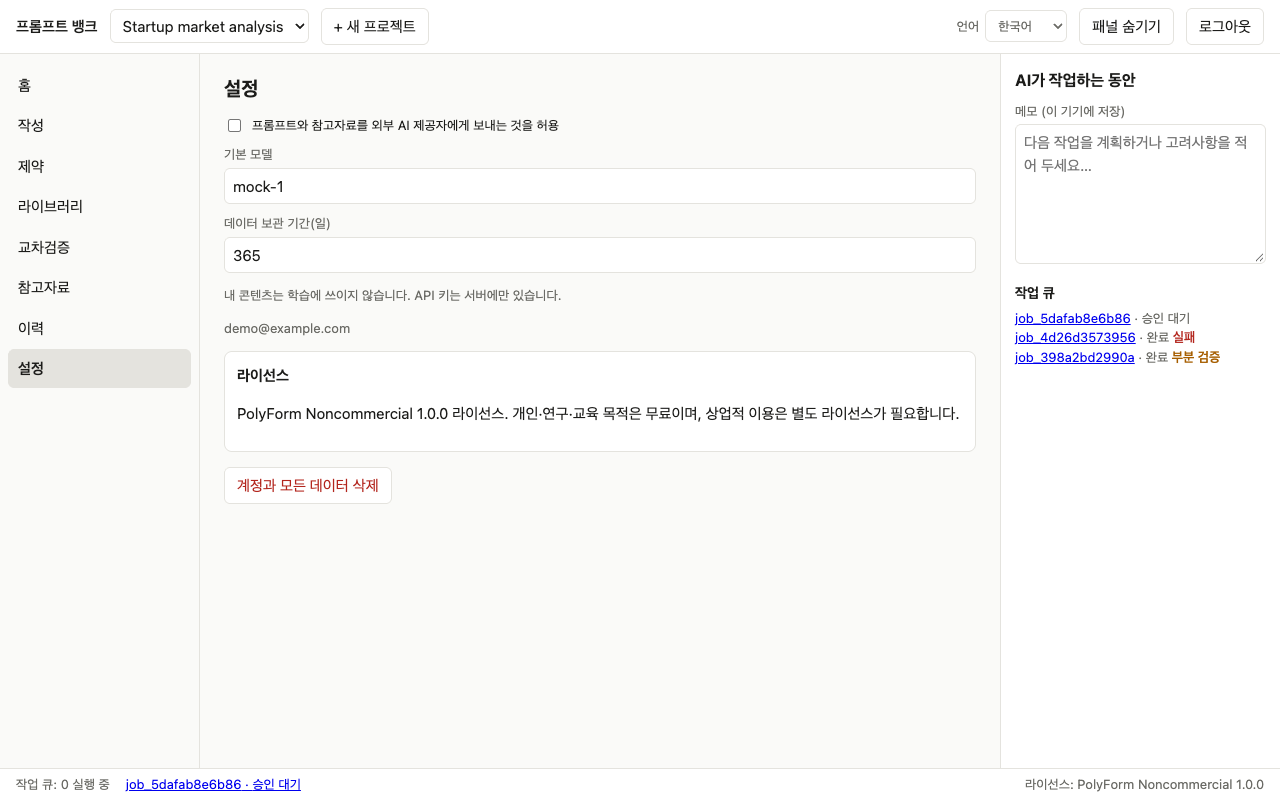 프롬프트 뱅크
Startup market analysis
+ 새 프로젝트
언어
한국어
패널 숨기기
로그아웃
홈
작성
제약
라이브러리
교차검증
참고자료
이력
설정
설정
프롬프트와 참고자료를 외부 AI 제공자에게 보내는 것을 허용
기본 모델
mock-1
데이터 보관 기간(일)
365
내 콘텐츠는 학습에 쓰이지 않습니다. API 키는 서버에만 있습니다.
demo@example.com
라이선스
PolyForm Noncommercial 1.0.0 라이선스. 개인·연구·교육 목적은 무료이며, 상업적 이용은 별도 라이선스가 필요합니다.
계정과 모든 데이터 삭제
AI가 작업하는 동안
메모 (이 기기에 저장)
다음 작업을 계획하거나 고려사항을 적
어 두세요...
작업 큐
job_5dafab8e6b86 · 승인 대기
job_4d26d3573956 · 완료 실패
job_398a2bd2990a · 완료 부분 검증
작업 큐: 0 실행 중
job_5dafab8e6b86 · 승인 대기
라이선스: PolyForm Noncommercial 1.0.0